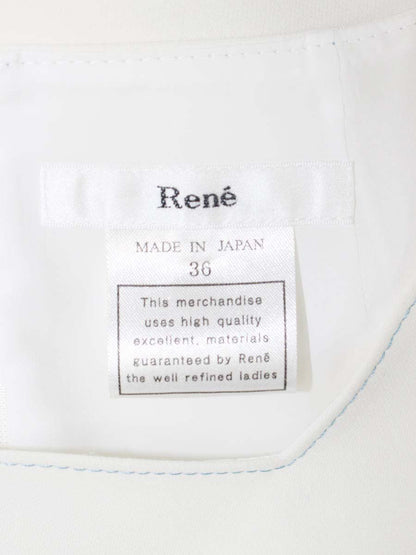 René
MADE IN JAPAN
36
This merchandise
uses high quality
excellent, materials
guaranteed by René
the well refined ladies